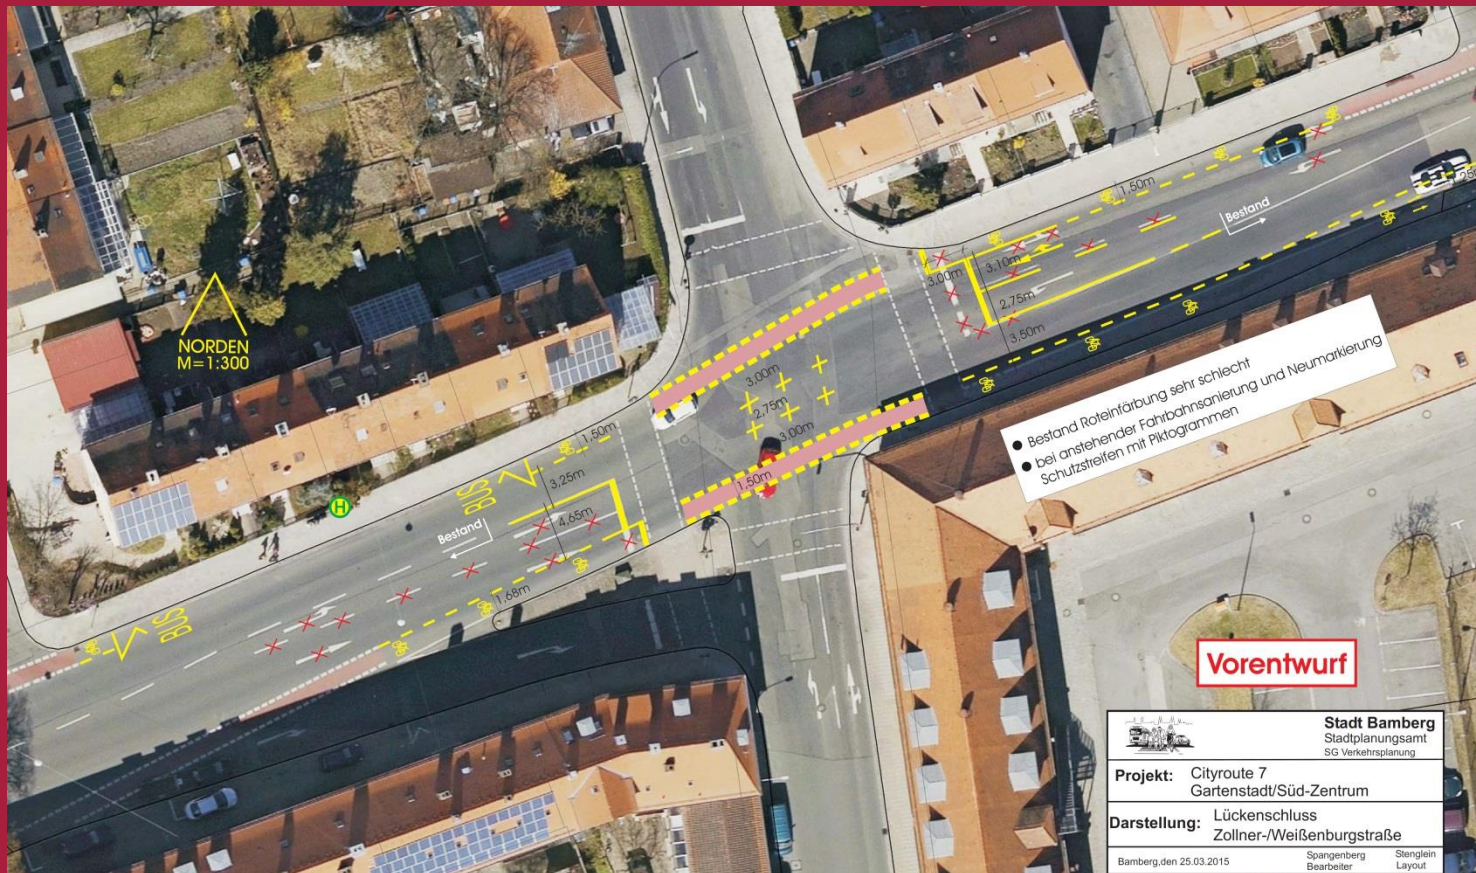 NORDEN
M=1:300
BUS
BUS
H
Bestand
Bestand
1,50m
3,25m
4,65m
1,68m
3,00m
2,75m
3,00m
1,50m
3,00m
3,10m
2,75m
3,50m
1,50m
● Bestand Roteinfärbung sehr schlecht
● bei anstehender Fahrbahnsanierung und Neumarkierung
Schutzstreifen mit Piktogrammen
Vorentwurf
Stadt Bamberg
Stadtplanungsamt
SG Verkehrsplanung
Projekt: Cityroute 7
Gartenstadt/Süd-Zentrum
Darstellung: Lückenschluss
Zollner-/Weißenburgstraße
Bamberg,den 25.03.2015
Spangenberg
Bearbeiter
Stenglein
Layout